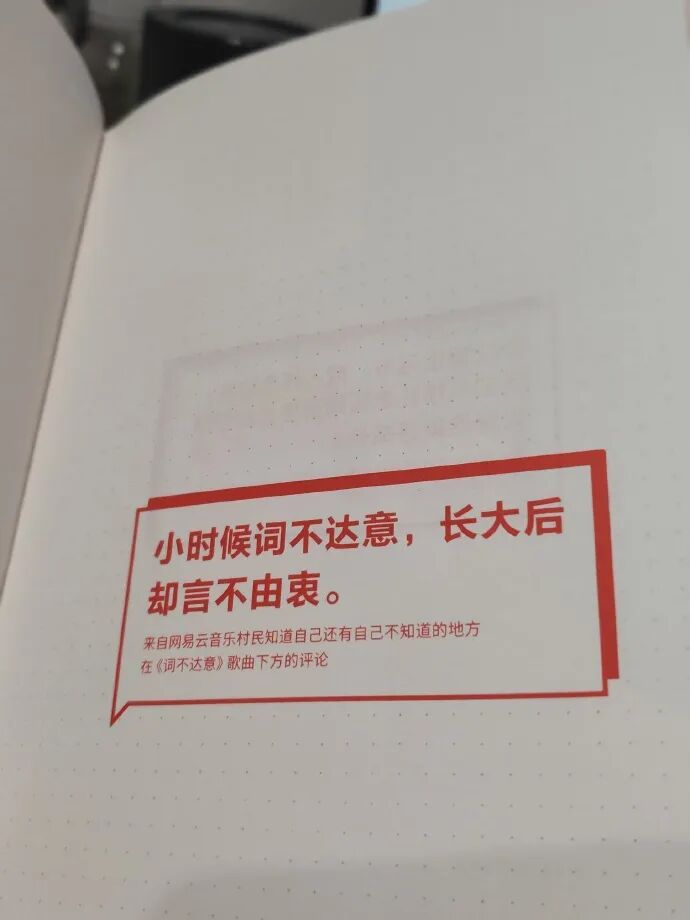 小时候词不达意，长大后
却言不由衷。
来自网易云音乐村民知道自己还有自己不知道的地方
在《词不达意》歌曲下方的评论